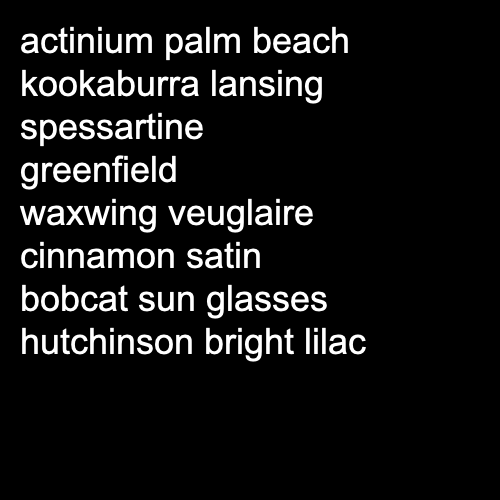 actinium palm beach
kookaburra lansing
spessartine
greenfield
waxwing veuglaire
cinnamon satin
bobcat sun glasses
hutchinson bright lilac